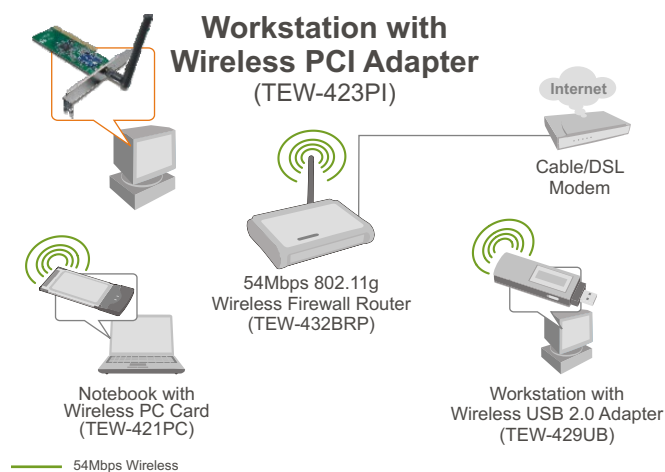 Workstation with
Wireless PCI Adapter
(TEW-423PI)
Internet
Cable/DSL
Modem
54Mbps 802.11g
Wireless Firewall Router
(TEW-432BRP)
Notebook with
Wireless PC Card
(TEW-421PC)
Workstation with
Wireless USB 2.0 Adapter
(TEW-429UB)
54Mbps Wireless